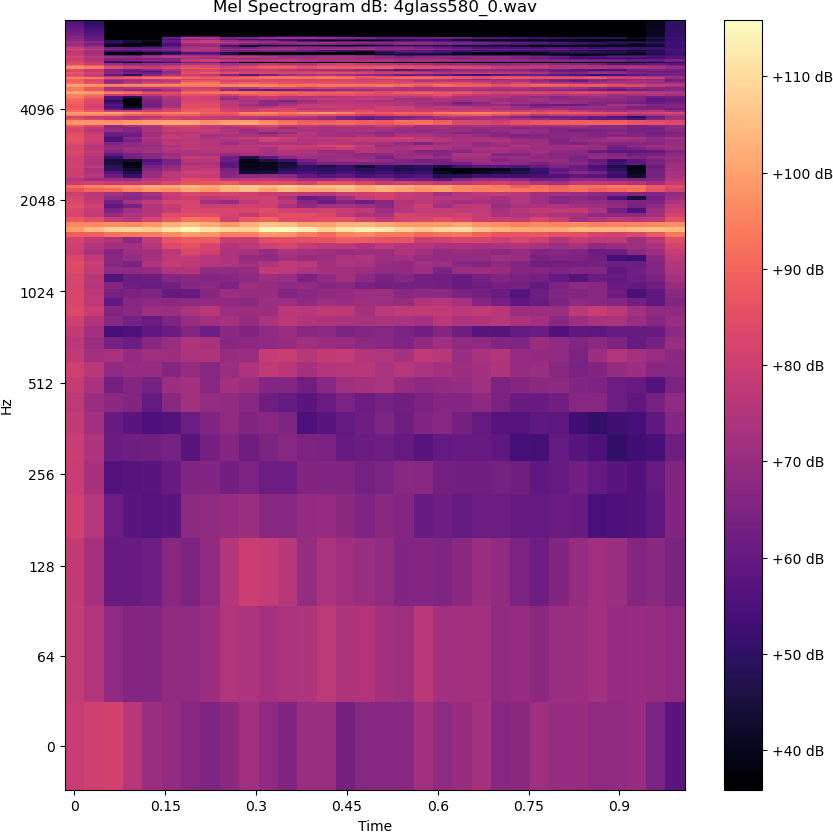 Mel Spectrogram dB: 4glass580_0.wav
4096
2048
1024
512
256
128
64
0
Hz
0
0.15
0.3
0.45
0.6
0.75
0.9
Time
+110 dB
+100 dB
+90 dB
+80 dB
+70 dB
+60 dB
+50 dB
+40 dB